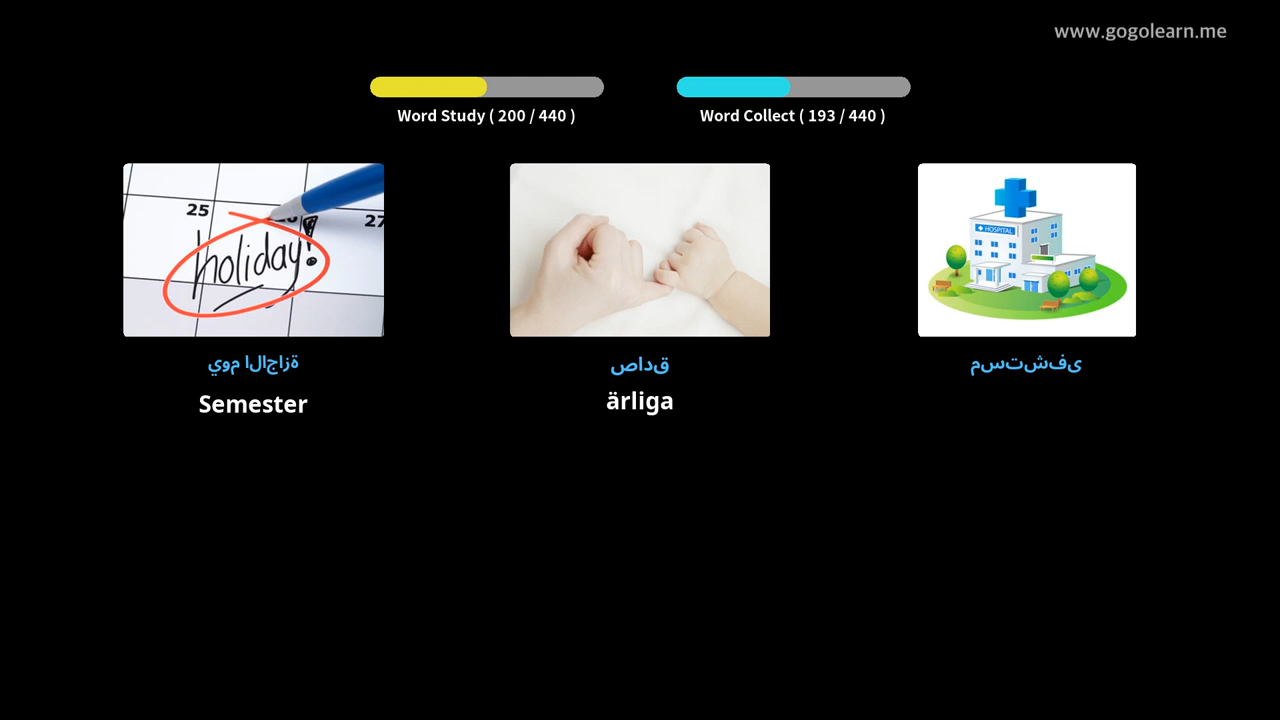 www.gogolearn.me
Word Study ( 200 / 440 )
Word Collect ( 193 / 440 )
25
26
27
holiday!
HOSPITAL
يوم الاجازة
صادق
مستشفى
Semester
ärliga